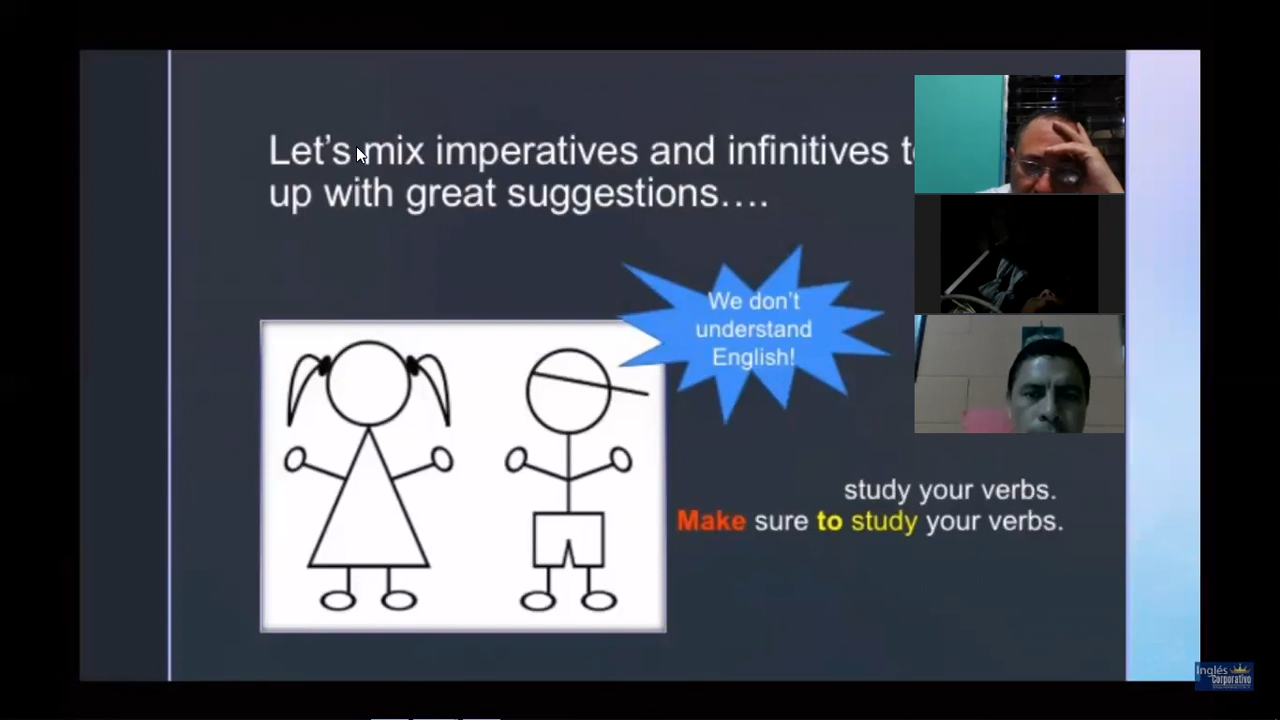 Let's mix imperatives and infinitives
up with great suggestions....
We don't
understand
English!
study your verbs.
Make sure to study your verbs.
Inglés
Corporativo